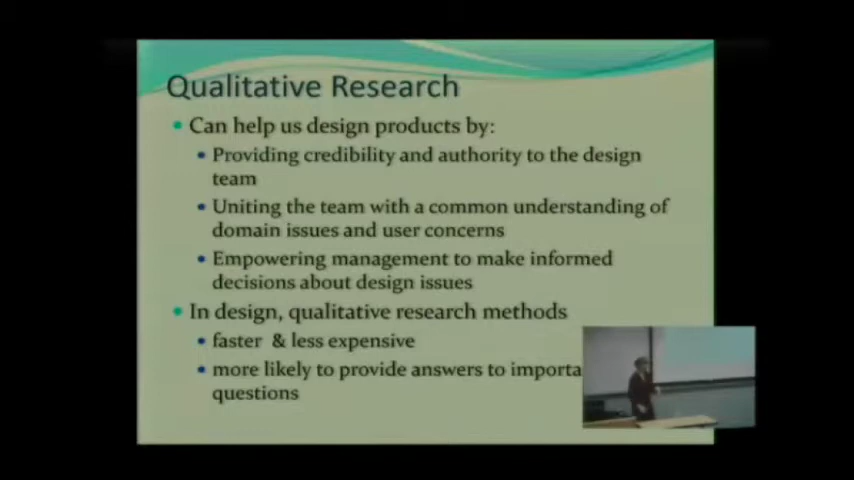 Qualitative Research
Can help us design products by:
Providing credibility and authority to the design
team
Uniting the team with a common understanding of
domain issues and user concerns
Empowering management to make informed
decisions about design issues
In design, qualitative research methods
faster & less expensive
more likely to provide answers to importa
questions